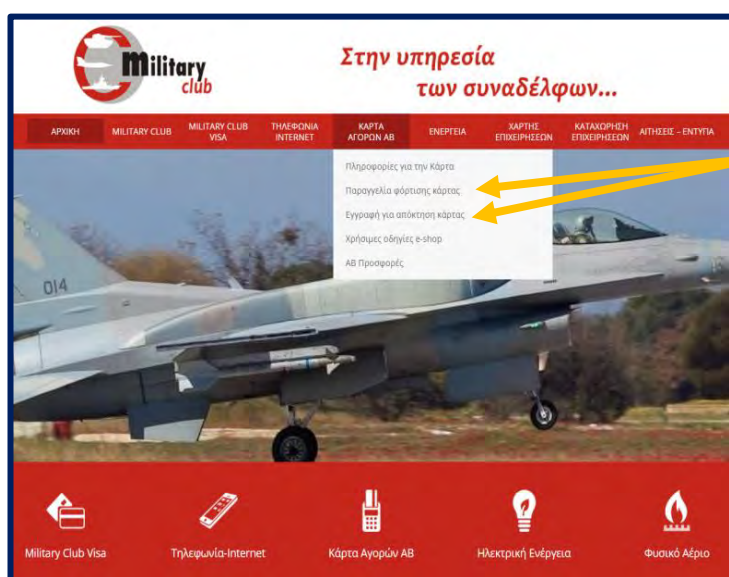 military
club
Στην υπηρεσία
των συναδέλφων...
ΑΡΧΙΚΗ
MILITARY CLUB
MILITARY CLUB
VISA
ΤΗΛΕΦΩΝΙΑ
INTERNET
ΚΑΡΤΑ
ΑΓΟΡΩΝ ΑΒ
ΕΝΕΡΓΕΙΑ
ΧΑΡΤΗΣ
ΕΠΙΧΕΙΡΗΣΕΩΝ
ΚΑΤΑΧΩΡΗΣΗ
ΕΠΙΧΕΙΡΗΣΕΩΝ
ΑΙΤΗΣΕΙΣ – ΕΝΤΥΠΑ
Πληροφορίες για την Κάρτα
Παραγγελία φόρτισης κάρτας
Εγγραφή για απόκτηση κάρτας
Χρήσιμες οδηγίες e-shop
ΑΒ Προσφορές
014
Military Club Visa
Τηλεφωνία-Internet
Κάρτα Αγορών ΑΒ
Ηλεκτρική Ενέργεια
Φυσικό Αέριο